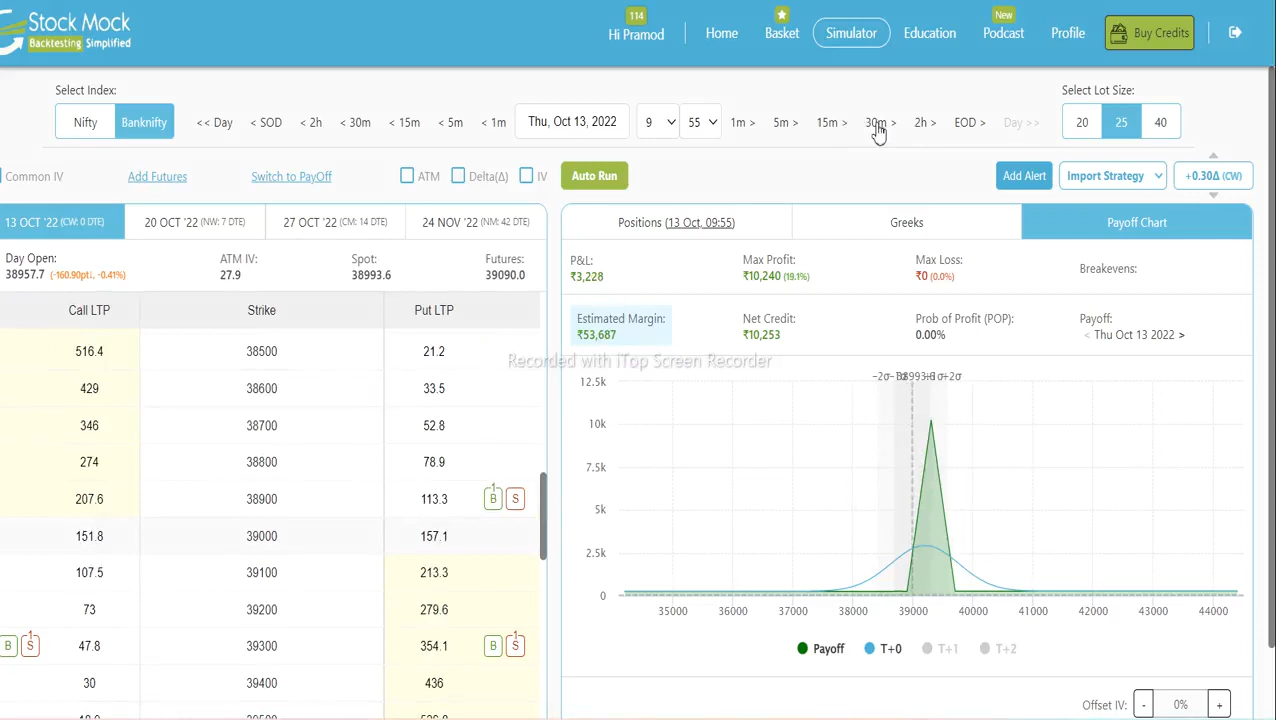 Stock Mock
Backtesting Simplified
114
Hi Pramod
Home
Basket
Simulator
Education
New
Podcast
Profile
Buy Credits
Select Index:
Nifty
Banknifty
<< Day
< SOD
< 2h
< 30m
< 15m
< 5m
< 1m
Thu, Oct 13, 2022
9
55
1m >
5m >
15m >
30m >
2h >
EOD >
Day >>
Select Lot Size:
20
25
40
Common IV
Add Futures
Switch to PayOff
ATM
Delta(Δ)
IV
Auto Run
Add Alert
Import Strategy
+0.30Δ (CW)
13 OCT '22 (CW: 0 DTE)
20 OCT '22 (NW: 7 DTE)
27 OCT '22 (CM: 14 DTE)
24 NOV '22 (NM: 42 DTE)
Positions (13 Oct, 09:55)
Greeks
Payoff Chart
Day Open:
38957.7 (-160.90pt↓, -0.41%)
ATM IV:
27.9
Spot:
38993.6
Futures:
39090.0
P&L:
₹3,228
Max Profit:
₹10,240 (19.1%)
Max Loss:
₹0 (0.0%)
Breakevens:
Estimated Margin:
₹53,687
Net Credit:
₹10,253
Prob of Profit (POP):
0.00%
Payoff:
< Thu Oct 13 2022 >
Call LTP Strike Put LTP
516.4 38500 21.2
429 38600 33.5
346 38700 52.8
274 38800 78.9
207.6 38900 113.3 1 B S
151.8 39000 157.1
107.5 39100 213.3
73 39200 279.6
B 1 S 47.8 39300 354.1 B 1 S
30 39400 436
Recorded with iTop Screen Recorder
12.5k
10k
7.5k
5k
2.5k
0
35000 36000 37000 38000 39000 40000 41000 42000 43000 44000
Payoff T+0 T+1 T+2
Offset IV: - 0% +